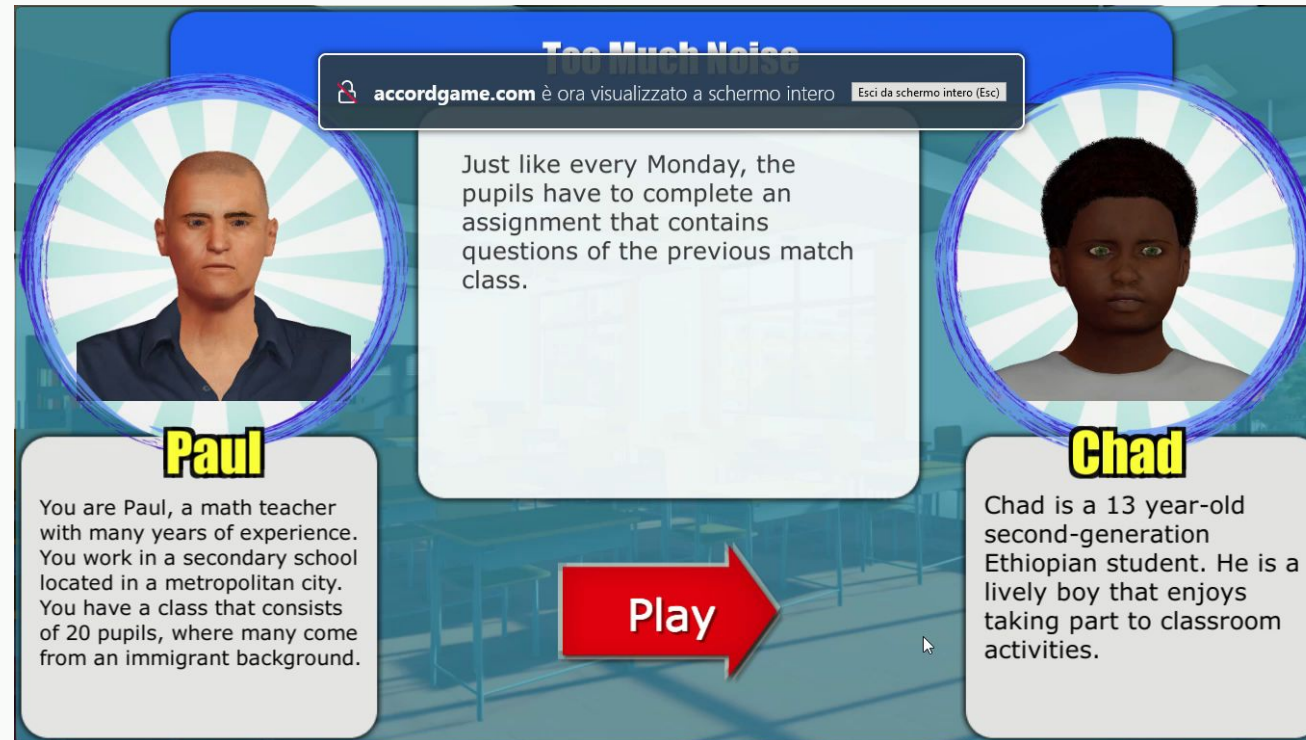 Too Much Noise
accordgame.com è ora visualizzato a schermo intero
Esci da schermo intero (Esc)
Just like every Monday, the
pupils have to complete an
assignment that contains
questions of the previous match
class.
Paul
You are Paul, a math teacher
with many years of experience.
You work in a secondary school
located in a metropolitan city.
You have a class that consists
of 20 pupils, where many come
from an immigrant background.
Play
Chad
Chad is a 13 year-old
second-generation
Ethiopian student. He is a
lively boy that enjoys
taking part to classroom
activities.